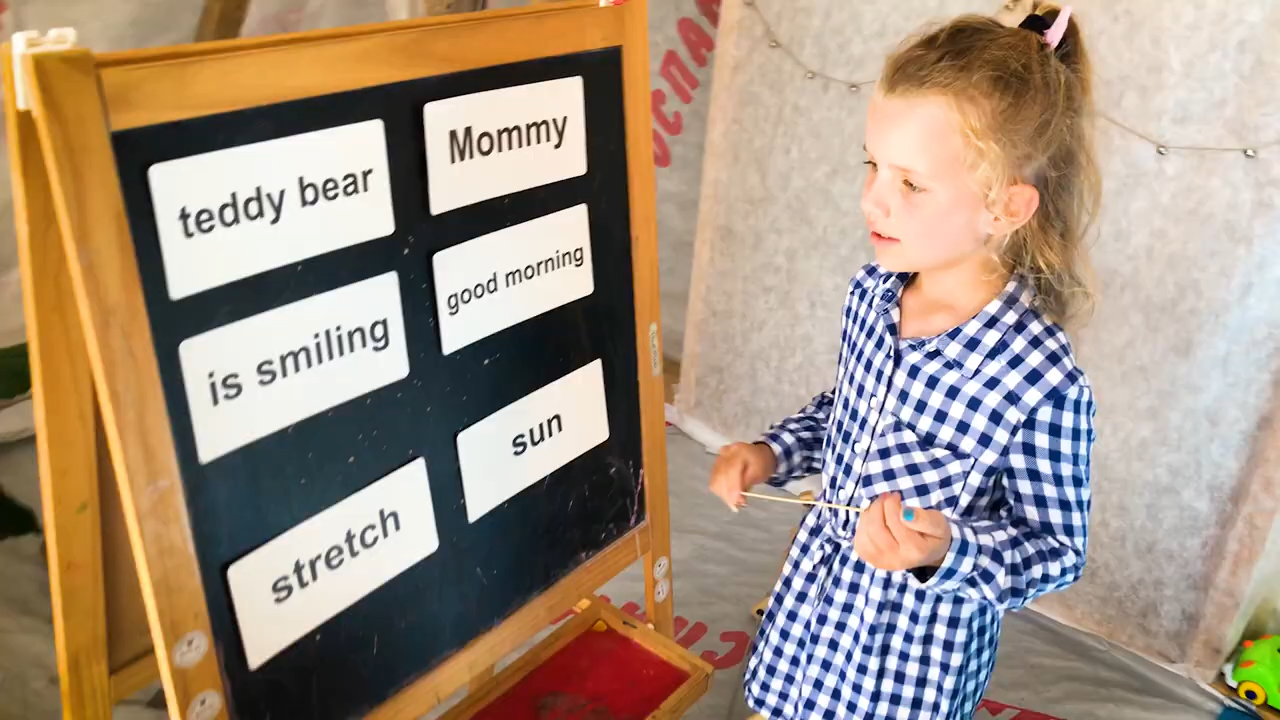 teddy bear
Mommy
is smiling
good morning
stretch
sun